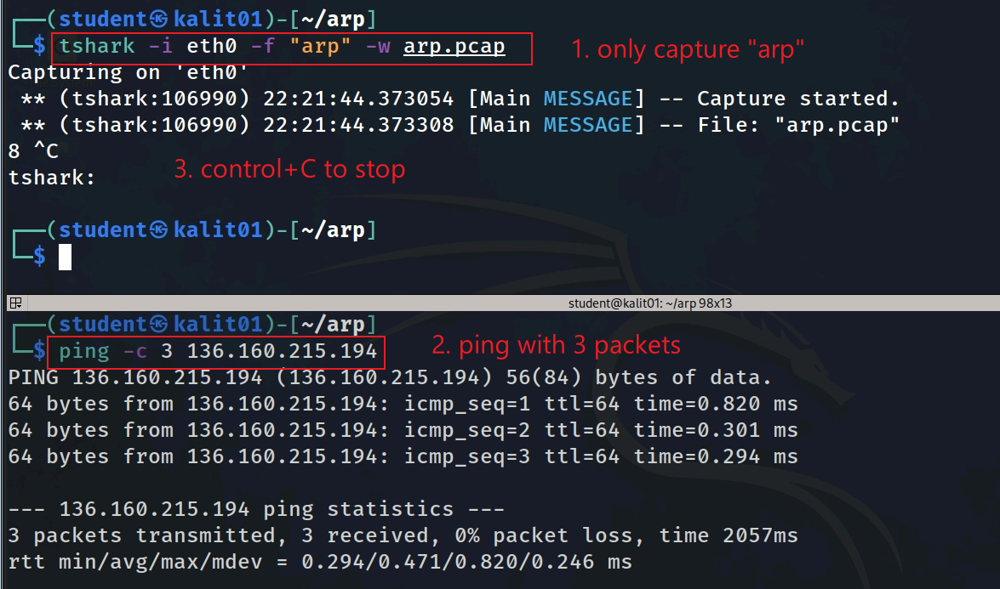 ┌──(student㉿kalit01)-[~/arp]
└─$ tshark -i eth0 -f "arp" -w arp.pcap
1. only capture "arp"
Capturing on 'eth0'
 ** (tshark:106990) 22:21:44.373054 [Main MESSAGE] -- Capture started.
 ** (tshark:106990) 22:21:44.373308 [Main MESSAGE] -- File: "arp.pcap"
8 ^C
3. control+C to stop
tshark:
┌──(student㉿kalit01)-[~/arp]
└─$
student@kalit01: ~/arp 98x13
┌──(student㉿kalit01)-[~/arp]
└─$ ping -c 3 136.160.215.194
2. ping with 3 packets
PING 136.160.215.194 (136.160.215.194) 56(84) bytes of data.
64 bytes from 136.160.215.194: icmp_seq=1 ttl=64 time=0.820 ms
64 bytes from 136.160.215.194: icmp_seq=2 ttl=64 time=0.301 ms
64 bytes from 136.160.215.194: icmp_seq=3 ttl=64 time=0.294 ms
--- 136.160.215.194 ping statistics ---
3 packets transmitted, 3 received, 0% packet loss, time 2057ms
rtt min/avg/max/mdev = 0.294/0.471/0.820/0.246 ms